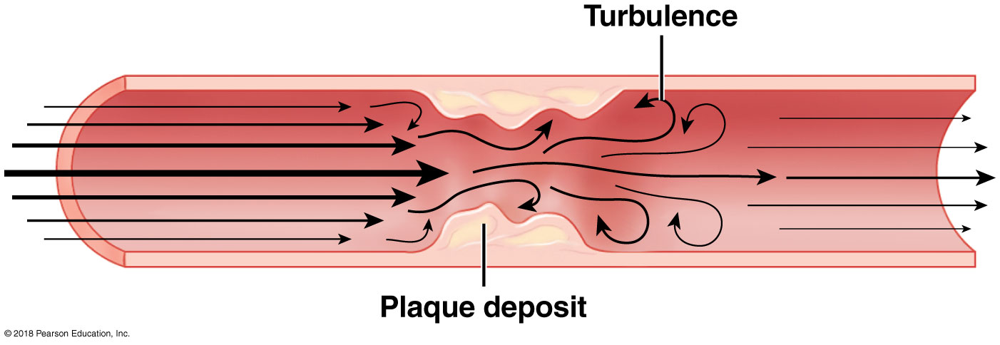 Turbulence
Plaque deposit
© 2018 Pearson Education, Inc.